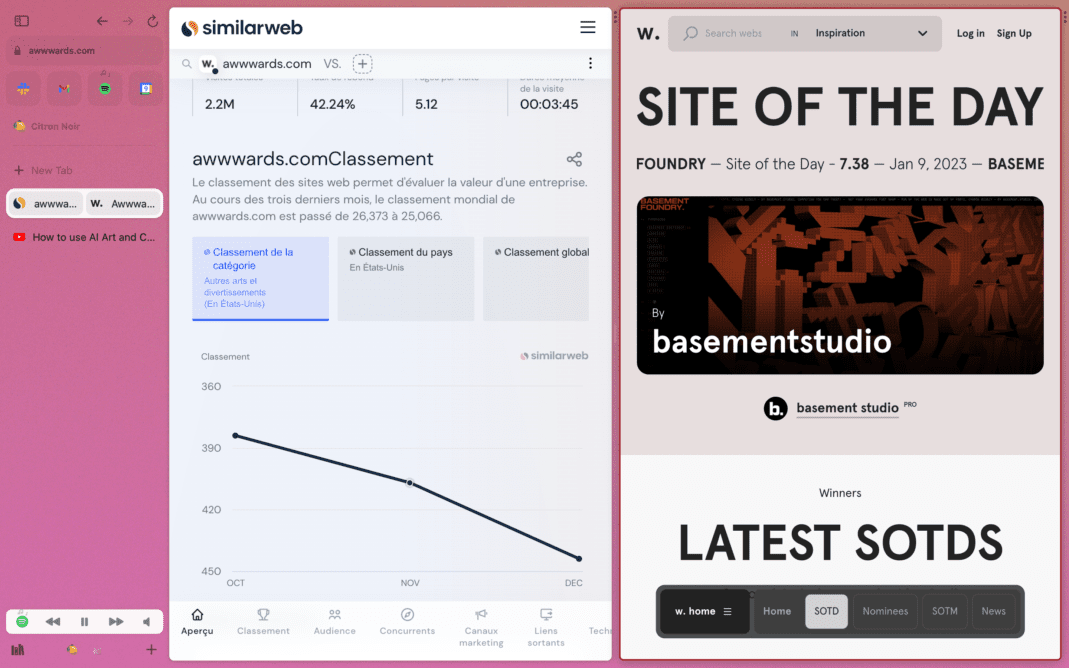 awwwards.com
Citron Noir
New Tab
awwwa...
Awwwa...
How to use AI Art and C...
similarweb
w. awwwards.com VS.
de la visite
2.2M 42.24% 5.12 00:03:45
awwwards.comClassement
Le classement des sites web permet d'évaluer la valeur d'une entreprise.
Au cours des trois derniers mois, le classement mondial de
awwwards.com est passé de 26,373 à 25,066.
Classement de la
catégorie
Autres arts et
divertissements
(En États-Unis)
Classement du pays
En États-Unis
Classement global
Classement
similarweb
360
390
420
450
OCT NOV DEC
Aperçu
Classement
Audience
Concurrents
Canaux
marketing
Liens
sortants
Techn
W.
Search webs IN Inspiration
Log in Sign Up
SITE OF THE DAY
FOUNDRY — Site of the Day - 7.38 — Jan 9, 2023 — BASEME
BASEMENT
FOUNDRY.
By
basementstudio
b. basement studio PRO
Winners
LATEST SOTDS
w. home Home SOTD Nominees SOTM News